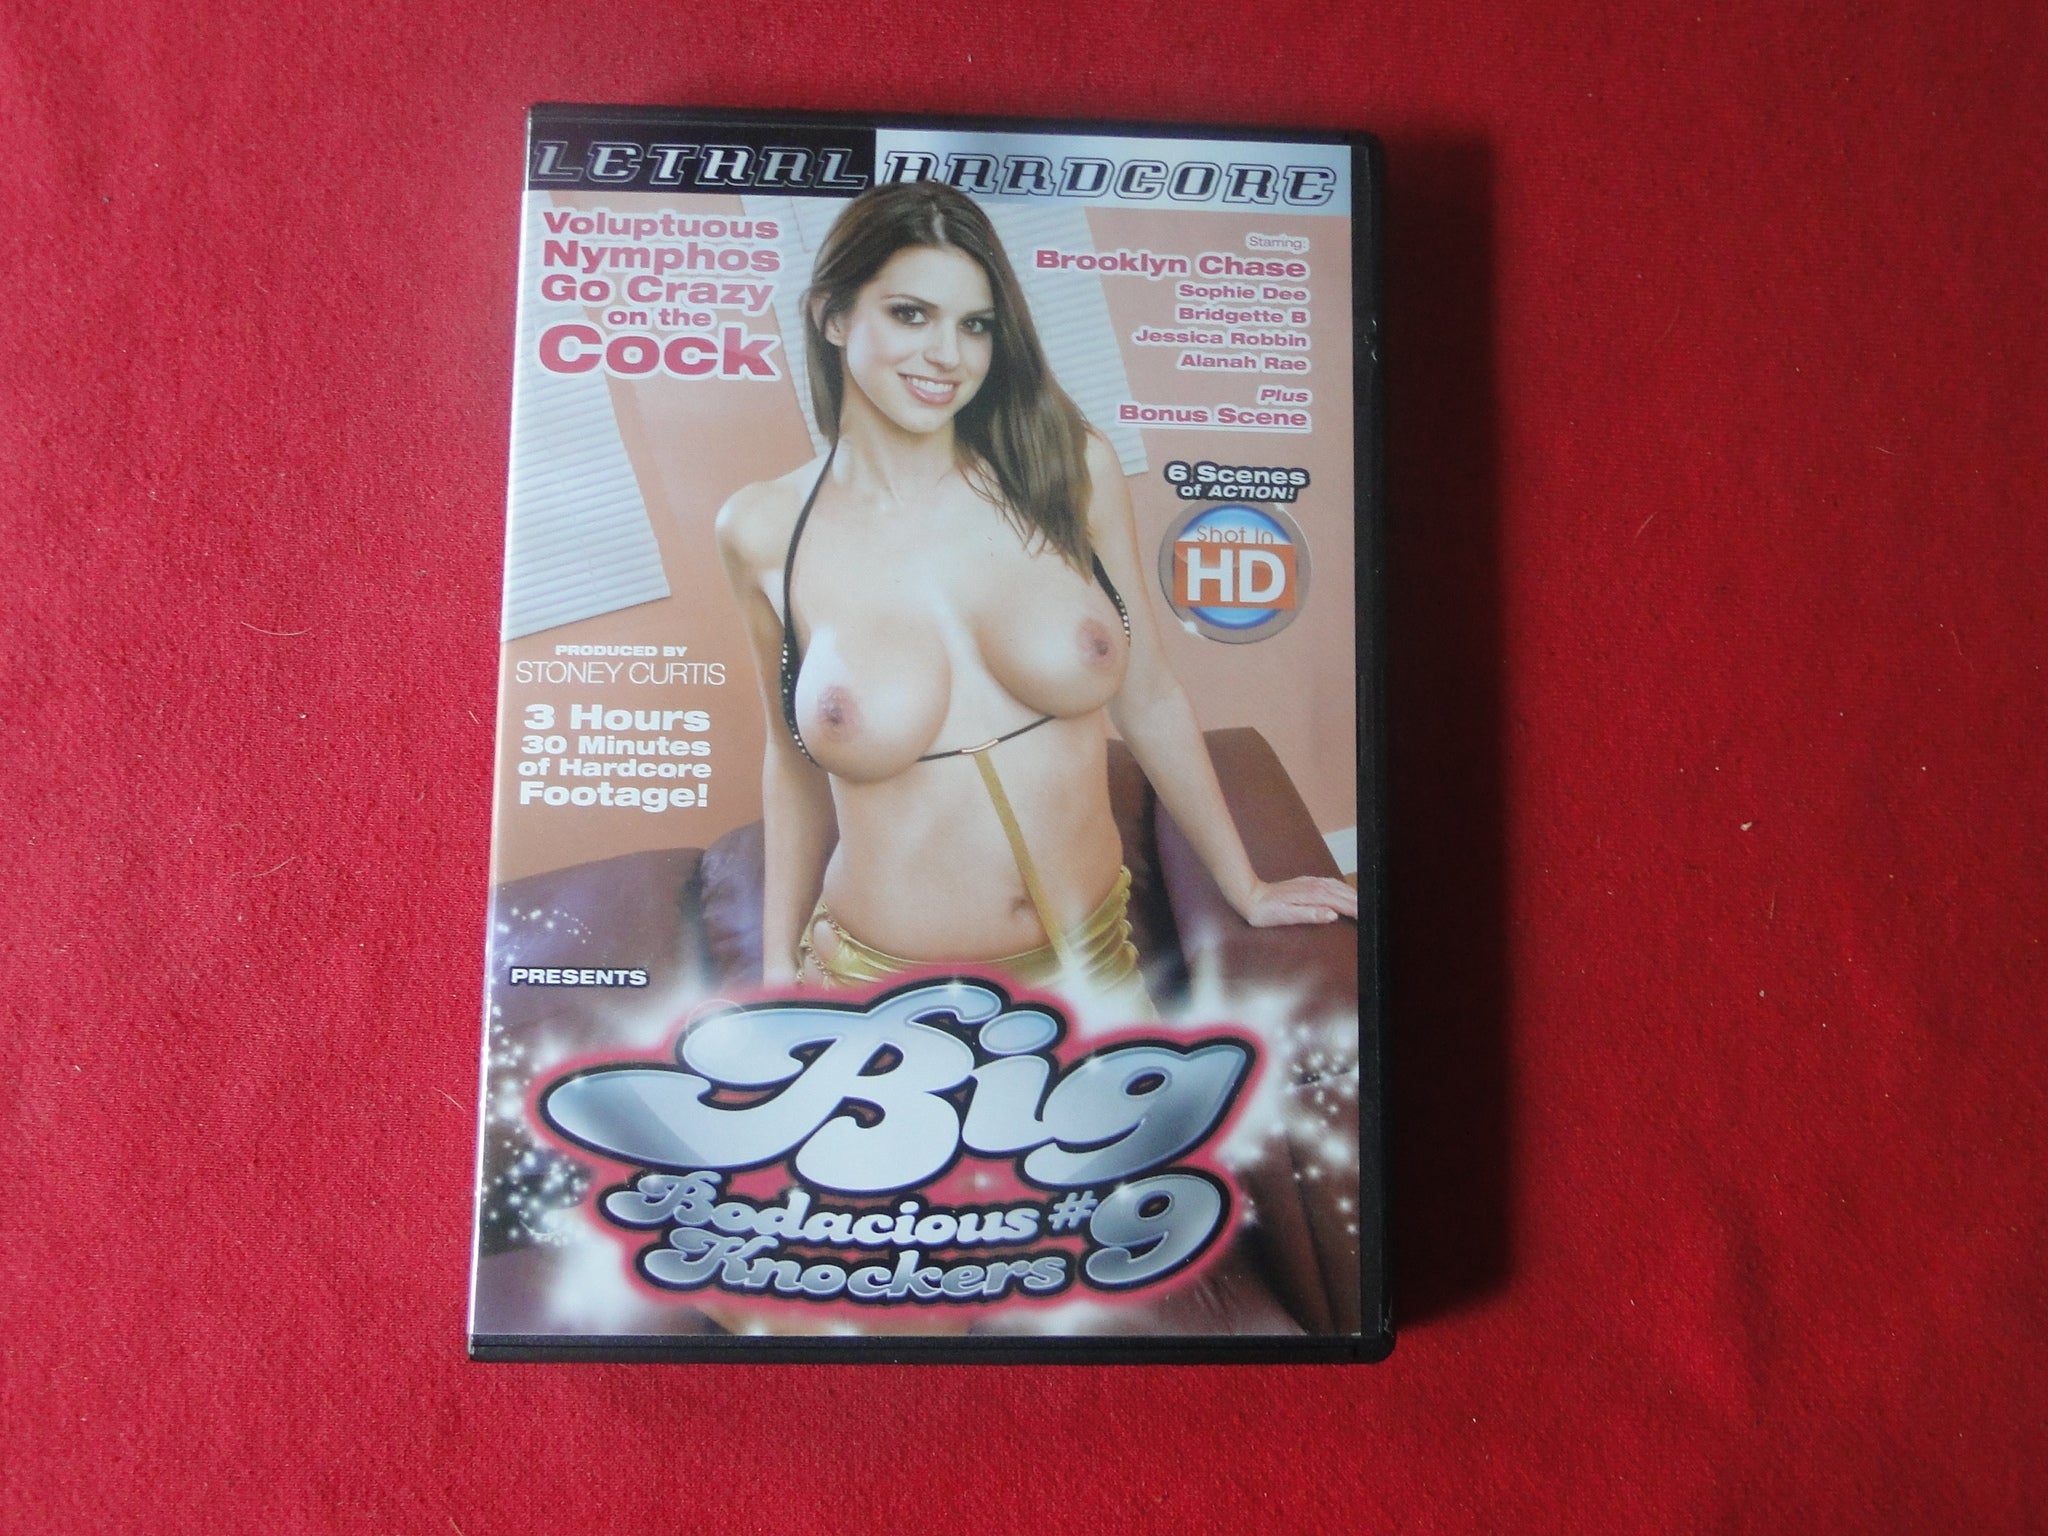 LETHAL HARDCORE
Voluptuous
Nymphos
Go Crazy
on the
Cock
Starring:
Brooklyn Chase
Sophie Dee
Bridgette B
Jessica Robbin
Alanah Rae
Plus
Bonus Scene
6 Scenes
of ACTION!
Shot In
HD
PRODUCED BY
STONEY CURTIS
3 Hours
30 Minutes
of Hardcore
Footage!
PRESENTS
Big
Bodacious #9
Knockers